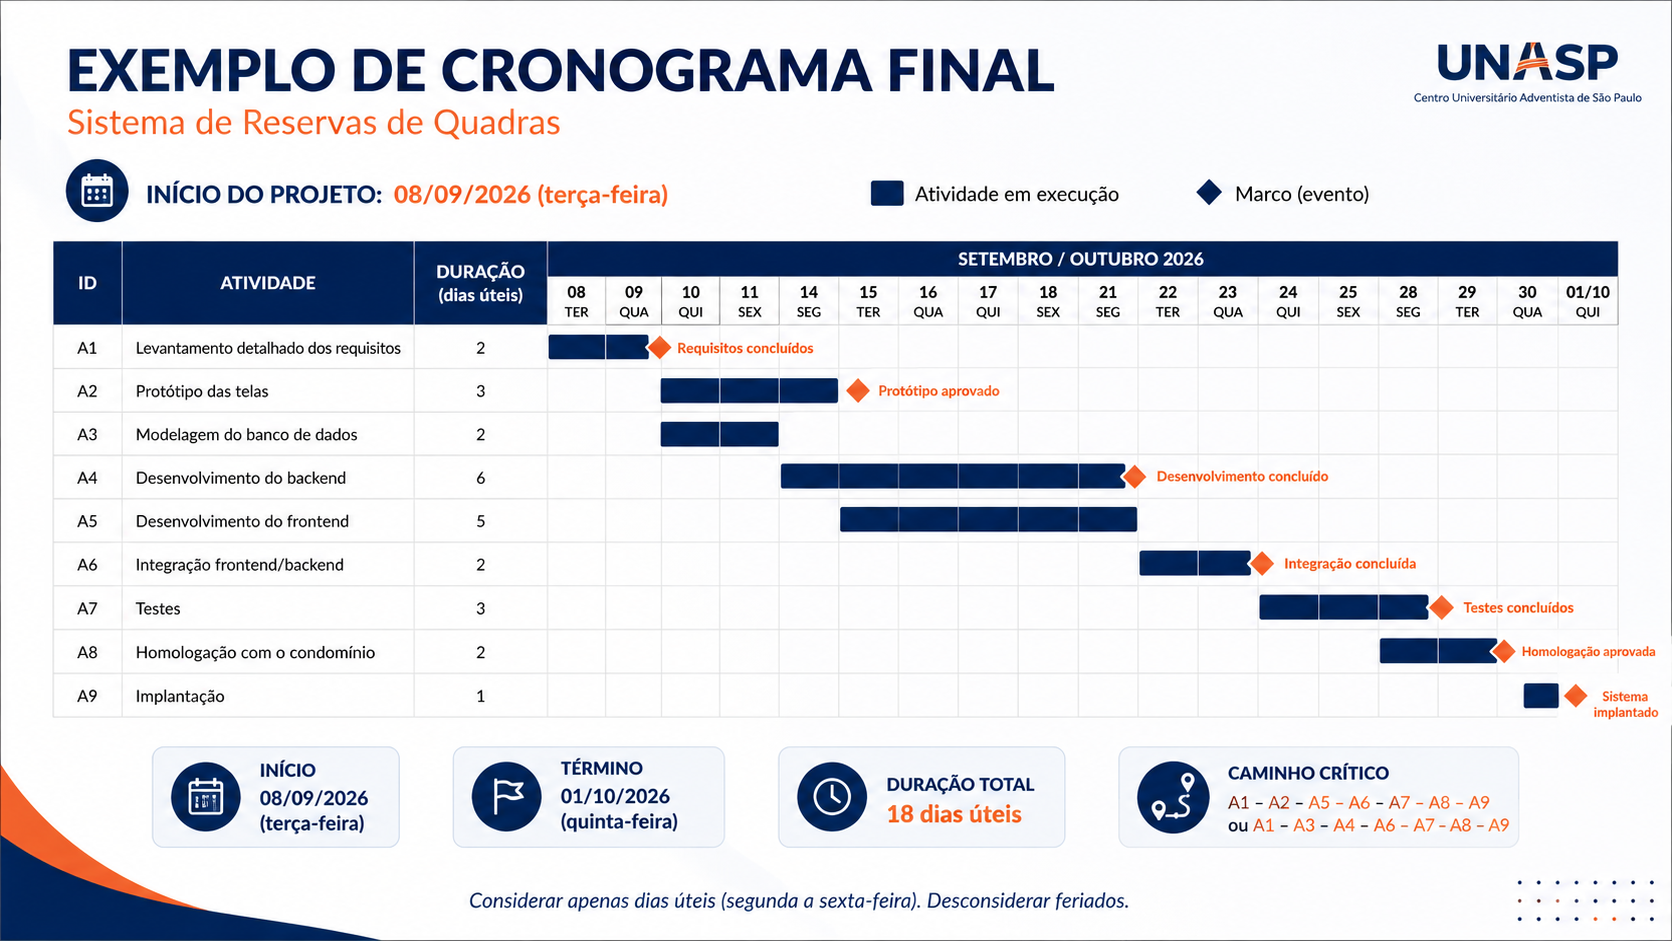 EXEMPLO DE CRONOGRAMA FINAL
Sistema de Reservas de Quadras
UNASP
Centro Universitário Adventista de São Paulo
INÍCIO DO PROJETO: 08/09/2026 (terça-feira)
Atividade em execução
Marco (evento)
ID ATIVIDADE DURAÇÃO (dias úteis) SETEMBRO / OUTUBRO 2026
08 09 10 11 14 15 16 17 18 21 22 23 24 25 28 29 30 01/10
TER QUA QUI SEX SEG TER QUA QUI SEX SEG TER QUA QUI SEX SEG TER QUA QUI
A1 Levantamento detalhado dos requisitos 2 Requisitos concluídos
A2 Protótipo das telas 3 Protótipo aprovado
A3 Modelagem do banco de dados 2
A4 Desenvolvimento do backend 6 Desenvolvimento concluído
A5 Desenvolvimento do frontend 5
A6 Integração frontend/backend 2 Integração concluída
A7 Testes 3 Testes concluídos
A8 Homologação com o condomínio 2 Homologação aprovada
A9 Implantação 1 Sistema implantado
INÍCIO
08/09/2026
(terça-feira)
TÉRMINO
01/10/2026
(quinta-feira)
DURAÇÃO TOTAL
18 dias úteis
CAMINHO CRÍTICO
A1 – A2 – A5 – A6 – A7 – A8 – A9
ou A1 – A3 – A4 – A6 – A7 – A8 – A9
Considerar apenas dias úteis (segunda a sexta-feira). Desconsiderar feriados.